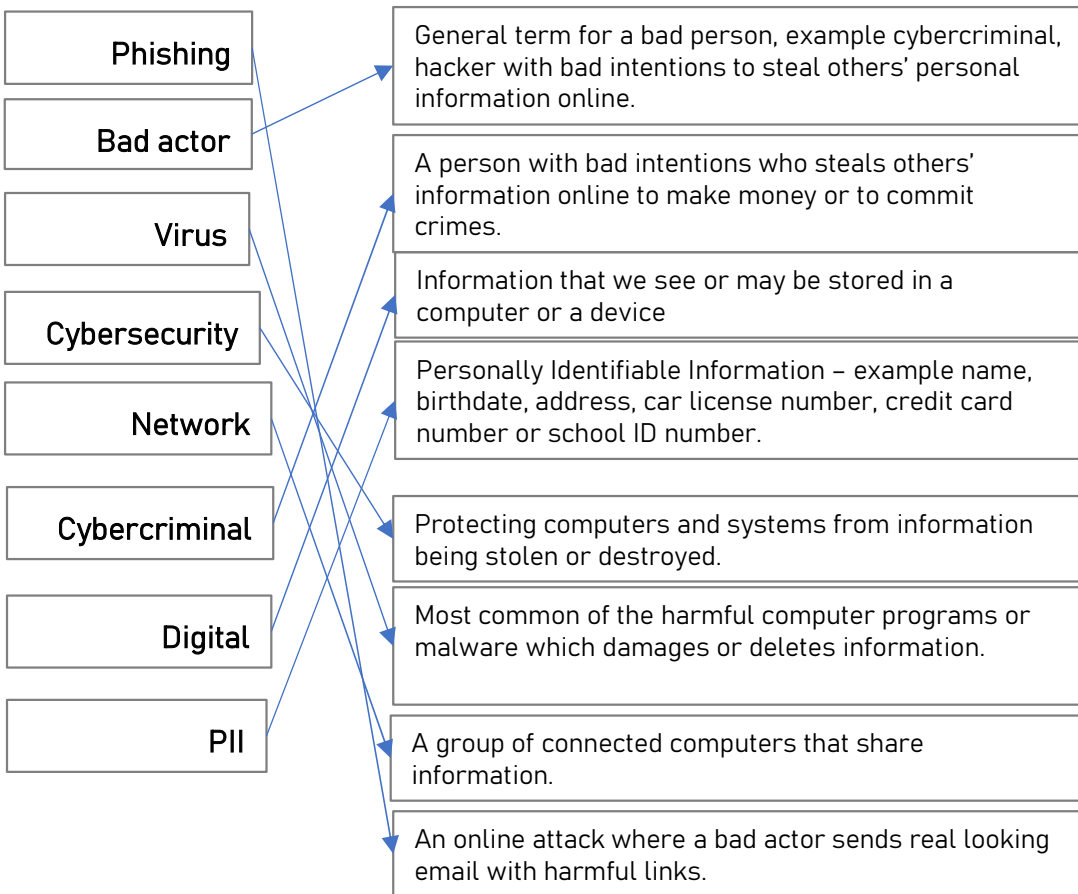 Phishing
Bad actor
Virus
Cybersecurity
Network
Cybercriminal
Digital
PII
General term for a bad person, example cybercriminal,
hacker with bad intentions to steal others’ personal
information online.
A person with bad intentions who steals others’
information online to make money or to commit
crimes.
Information that we see or may be stored in a
computer or a device
Personally Identifiable Information – example name,
birthdate, address, car license number, credit card
number or school ID number.
Protecting computers and systems from information
being stolen or destroyed.
Most common of the harmful computer programs or
malware which damages or deletes information.
A group of connected computers that share
information.
An online attack where a bad actor sends real looking
email with harmful links.